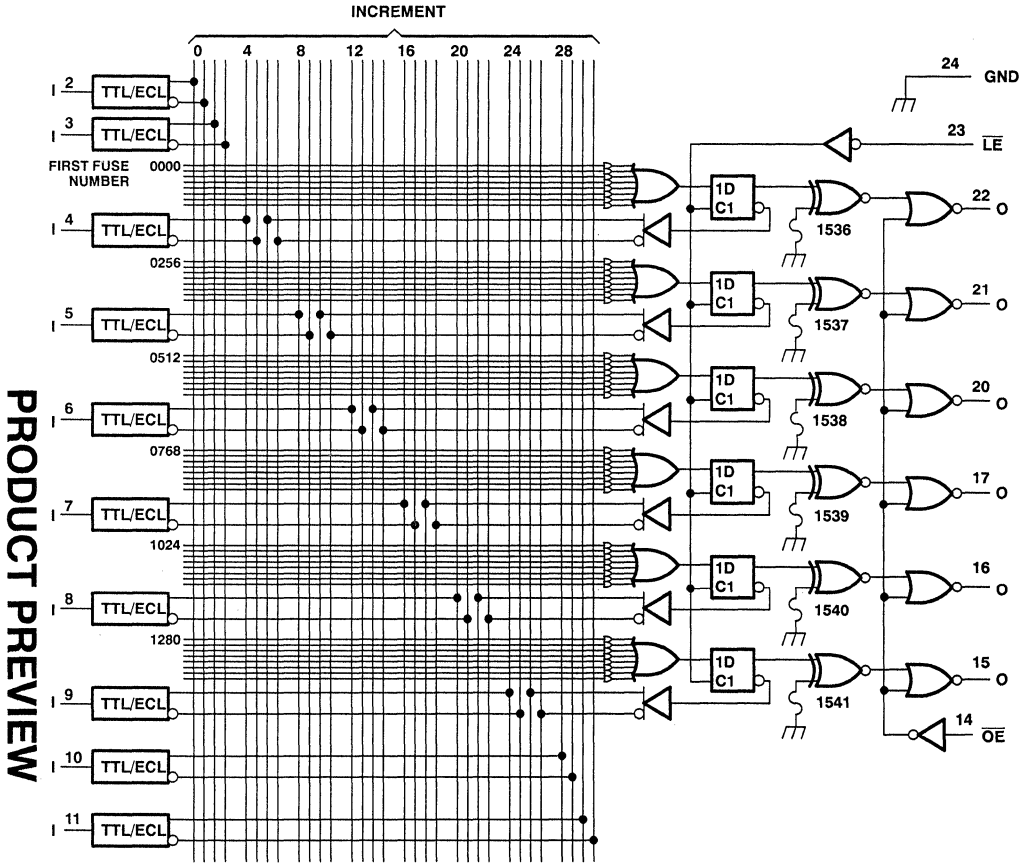 INCREMENT
0 4 8 12 16 20 24 28
I 2 TTL/ECL
I 3 TTL/ECL
FIRST FUSE NUMBER
0000
I 4 TTL/ECL
0256
I 5 TTL/ECL
0512
I 6 TTL/ECL
0768
I 7 TTL/ECL
1024
I 8 TTL/ECL
1280
I 9 TTL/ECL
I 10 TTL/ECL
I 11 TTL/ECL
24 GND
23 L̅E̅
1D
C1
1536
22 O
1D
C1
1537
21 O
1D
C1
1538
20 O
1D
C1
1539
17 O
1D
C1
1540
16 O
1D
C1
1541
15 O
14 O̅E̅
PRODUCT PREVIEW